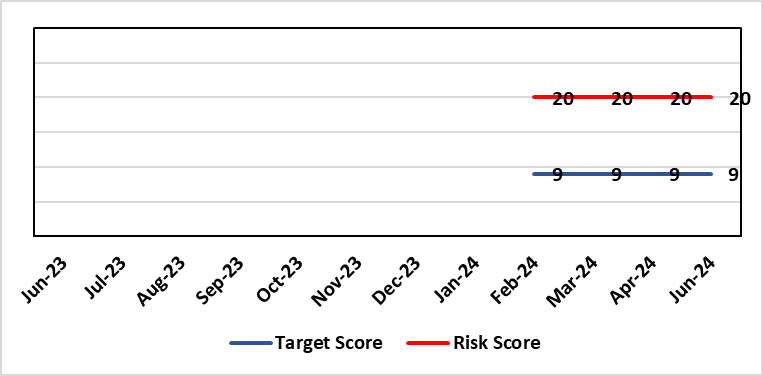 20 20 20 20
9 9 9 9
Jun-23 Jul-23 Aug-23 Sep-23 Oct-23 Nov-23 Dec-23 Jan-24 Feb-24 Mar-24 Apr-24 Jun-24
Target Score Risk Score